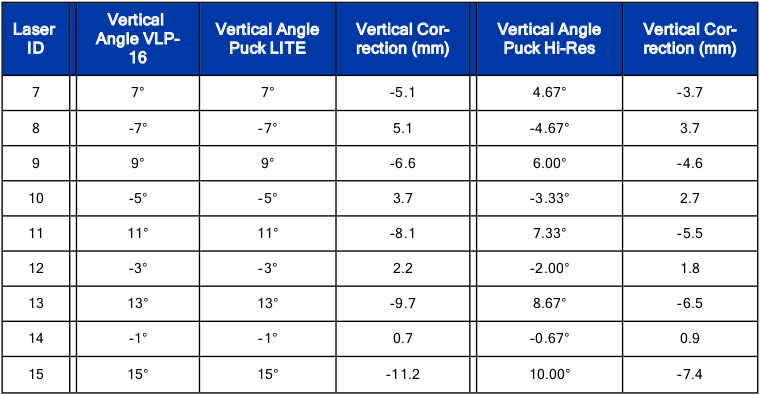 Laser ID | Vertical Angle VLP-16 | Vertical Angle Puck LITE | Vertical Cor-rection (mm) | Vertical Angle Puck Hi-Res | Vertical Cor-rection (mm)
7 | 7° | 7° | -5.1 | 4.67° | -3.7
8 | -7° | -7° | 5.1 | -4.67° | 3.7
9 | 9° | 9° | -6.6 | 6.00° | -4.6
10 | -5° | -5° | 3.7 | -3.33° | 2.7
11 | 11° | 11° | -8.1 | 7.33° | -5.5
12 | -3° | -3° | 2.2 | -2.00° | 1.8
13 | 13° | 13° | -9.7 | 8.67° | -6.5
14 | -1° | -1° | 0.7 | -0.67° | 0.9
15 | 15° | 15° | -11.2 | 10.00° | -7.4